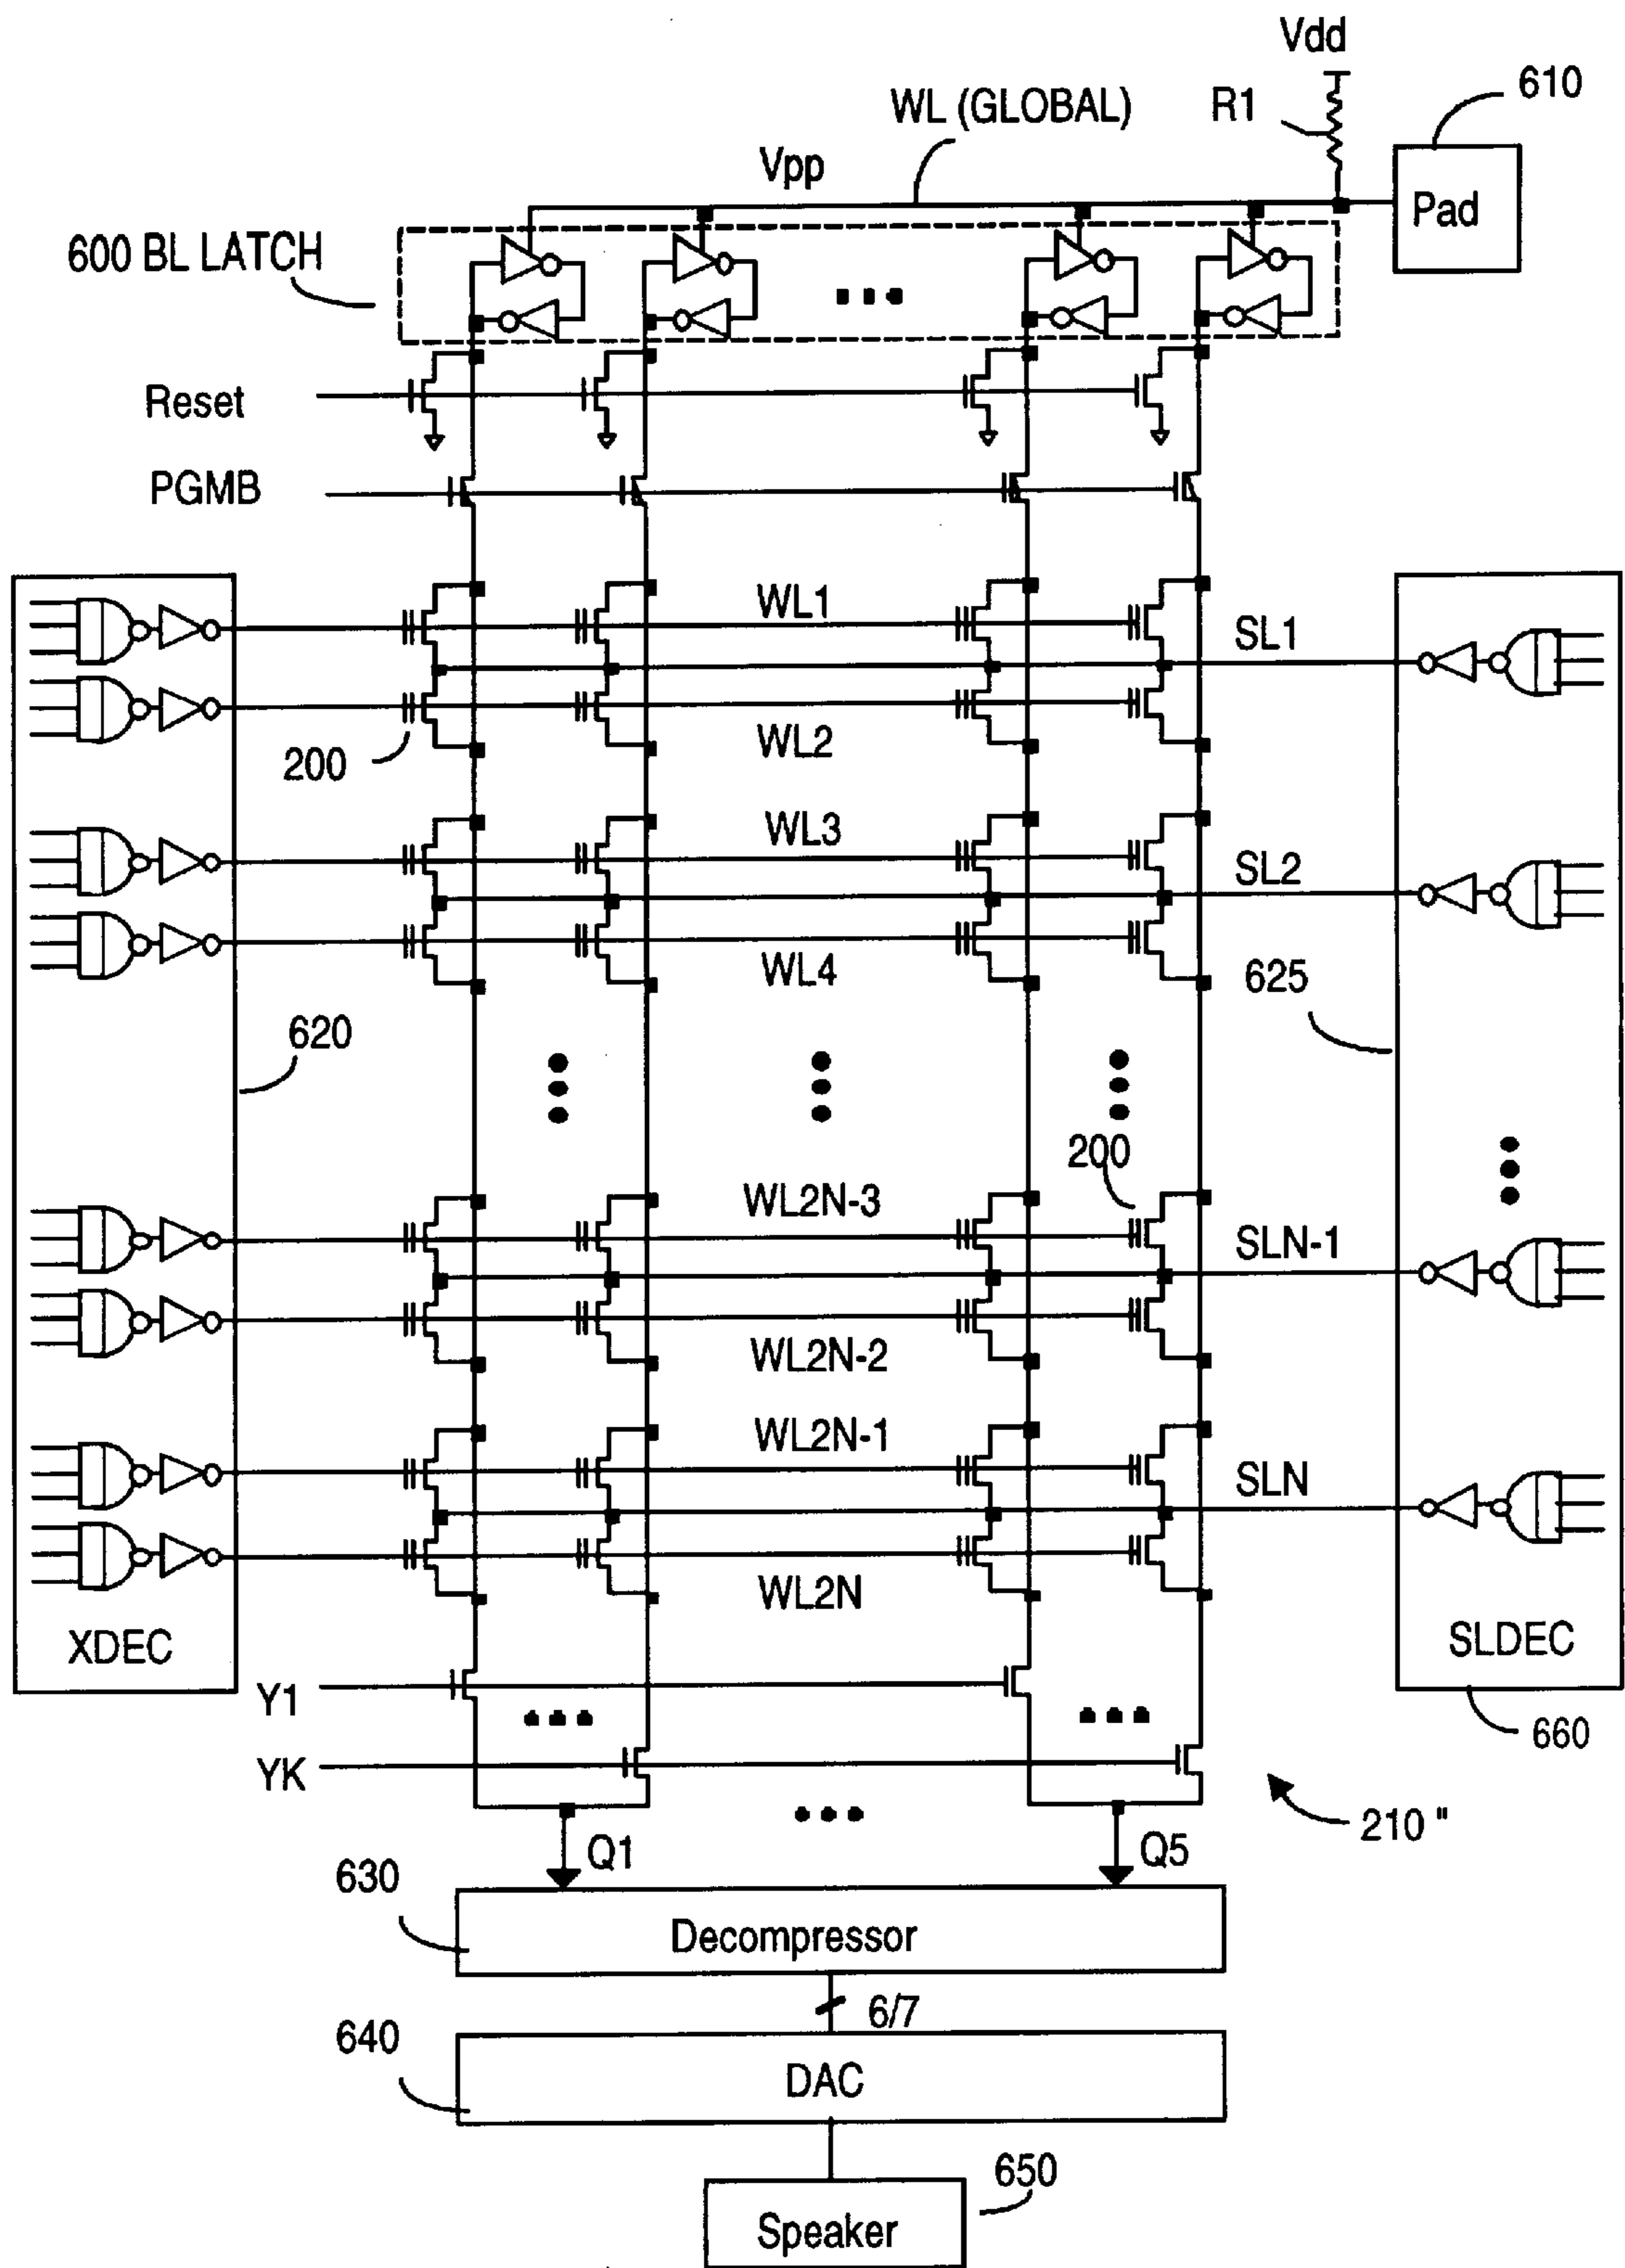 Vdd
610
WL (GLOBAL)
R1
Vpp
Pad
600 BL LATCH
Reset
PGMB
WL1
SL1
WL2
200
WL3
SL2
WL4
625
620
200
WL2N-3
SLN-1
WL2N-2
WL2N-1
SLN
WL2N
XDEC
SLDEC
Y1
660
YK
210 "
Q1
Q5
630
Decompressor
6/7
640
DAC
650
Speaker